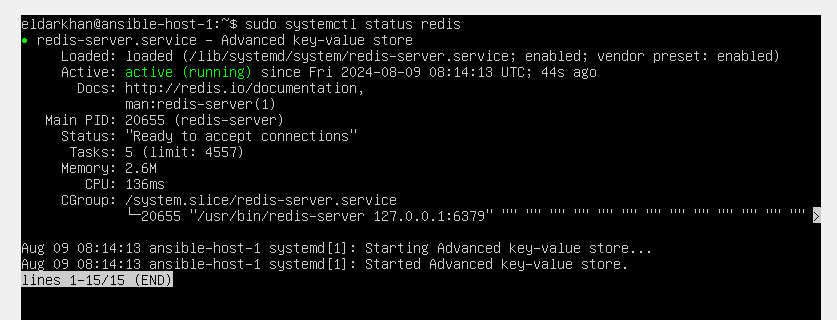 eldarkhan@ansible-host-1:~$ sudo systemctl status redis
● redis-server.service - Advanced key-value store
     Loaded: loaded (/lib/systemd/system/redis-server.service; enabled; vendor preset: enabled)
     Active: active (running) since Fri 2024-08-09 08:14:13 UTC; 44s ago
       Docs: http://redis.io/documentation,
             man:redis-server(1)
   Main PID: 20655 (redis-server)
     Status: "Ready to accept connections"
      Tasks: 5 (limit: 4557)
     Memory: 2.6M
        CPU: 136ms
     CGroup: /system.slice/redis-server.service
             └─20655 "/usr/bin/redis-server 127.0.0.1:6379" "" "" "" "" "" "" "" "" "" "" "" "" "" >

Aug 09 08:14:13 ansible-host-1 systemd[1]: Starting Advanced key-value store...
Aug 09 08:14:13 ansible-host-1 systemd[1]: Started Advanced key-value store.
lines 1-15/15 (END)